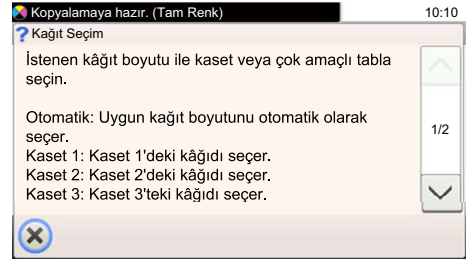 Kopyalamaya hazır. (Tam Renk) 10:10
? Kağıt Seçim
İstenen kâğıt boyutu ile kaset veya çok amaçlı tabla
seçin.
Otomatik: Uygun kağıt boyutunu otomatik olarak
seçer.
Kaset 1: Kaset 1'deki kâğıdı seçer.
Kaset 2: Kaset 2'deki kâğıdı seçer.
Kaset 3: Kaset 3'teki kâğıdı seçer.
1/2